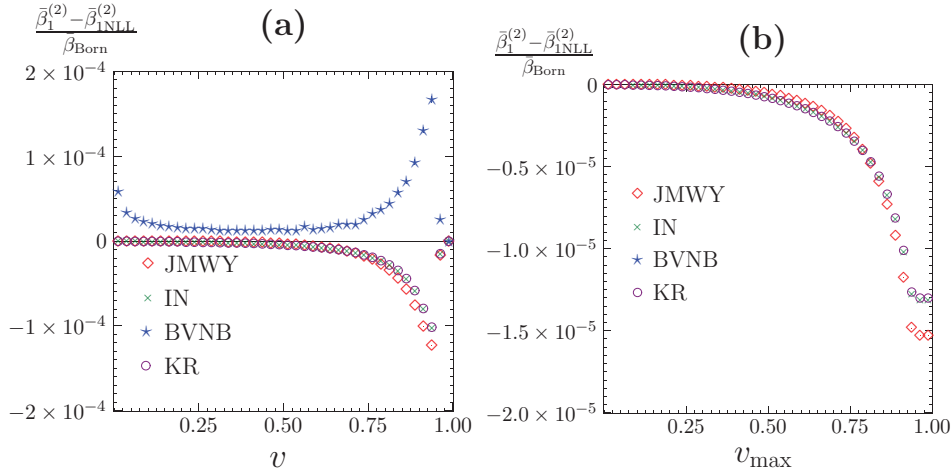 β̄₁⁽²⁾−β̄₁NLL⁽²⁾ / β̄Born
(a)
2 × 10⁻⁴
1 × 10⁻⁴
0
−1 × 10⁻⁴
−2 × 10⁻⁴
JMWY
IN
BVNB
KR
0.25 0.50 0.75 1.00
v
β̄₁⁽²⁾−β̄₁NLL⁽²⁾ / β̄Born
(b)
0
−0.5 × 10⁻⁵
−1.0 × 10⁻⁵
−1.5 × 10⁻⁵
−2.0 × 10⁻⁵
JMWY
IN
BVNB
KR
0.25 0.50 0.75 1.00
vmax